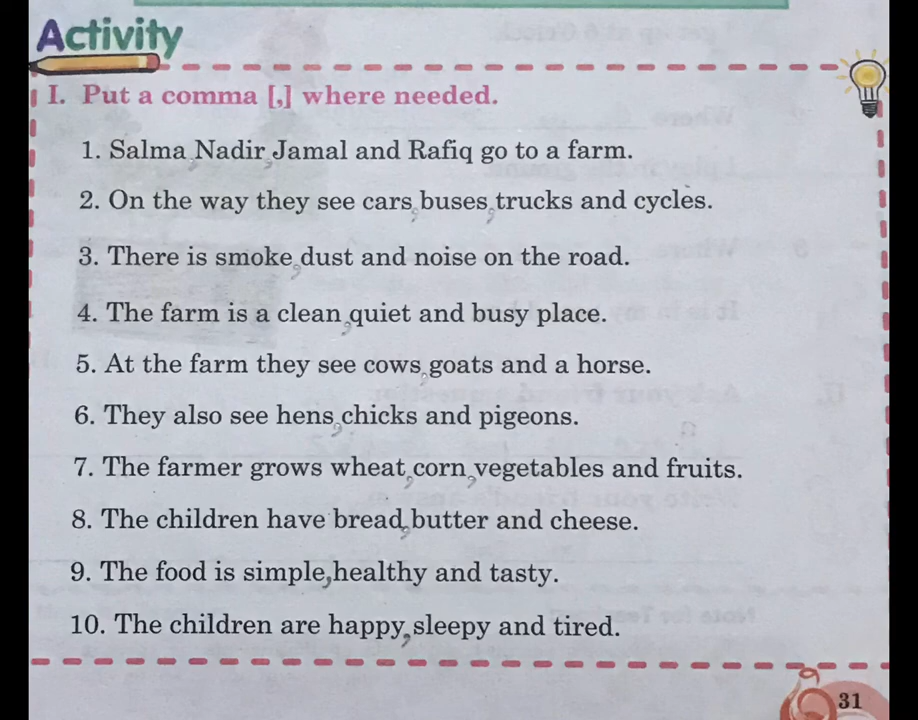 Activity
I. Put a comma [,] where needed.
1. Salma, Nadir, Jamal and Rafiq go to a farm.
2. On the way they see cars, buses, trucks and cycles.
3. There is smoke, dust and noise on the road.
4. The farm is a clean, quiet and busy place.
5. At the farm they see cows, goats and a horse.
6. They also see hens, chicks and pigeons.
7. The farmer grows wheat, corn, vegetables and fruits.
8. The children have bread, butter and cheese.
9. The food is simple, healthy and tasty.
10. The children are happy, sleepy and tired.
31